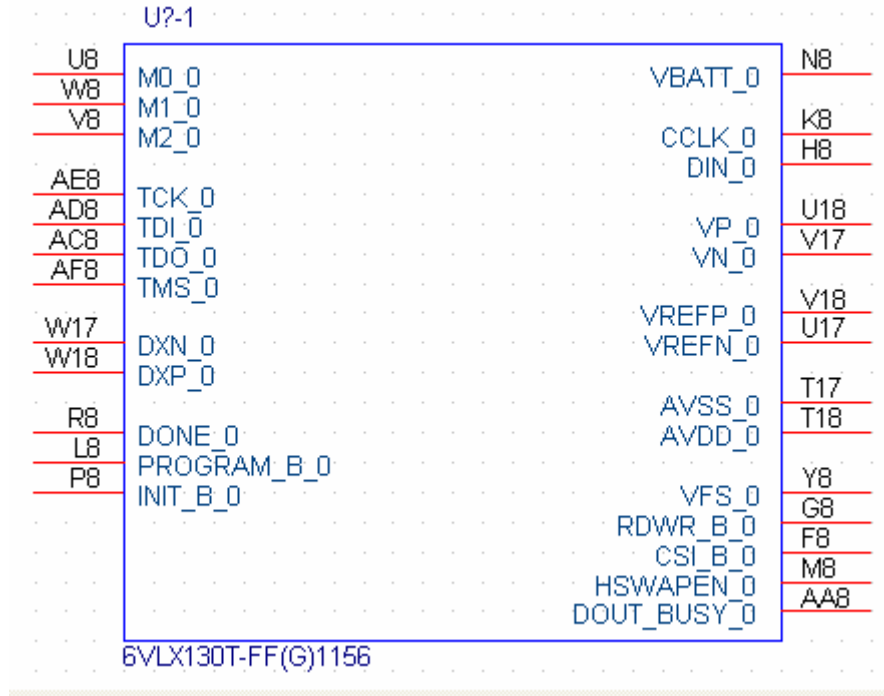 U?-1
U8 M0_0
W8 M1_0
V8 M2_0
AE8 TCK_0
AD8 TDI_0
AC8 TDO_0
AF8 TMS_0
W17 DXN_0
W18 DXP_0
R8 DONE_0
L8 PROGRAM_B_0
P8 INIT_B_0
VBATT_0 N8
CCLK_0 K8
DIN_0 H8
VP_0 U18
VN_0 V17
VREFP_0 V18
VREFN_0 U17
AVSS_0 T17
AVDD_0 T18
VFS_0 Y8
RDWR_B_0 G8
CSI_B_0 F8
HSWAPEN_0 M8
DOUT_BUSY_0 AA8
6VLX130T-FF(G)1156